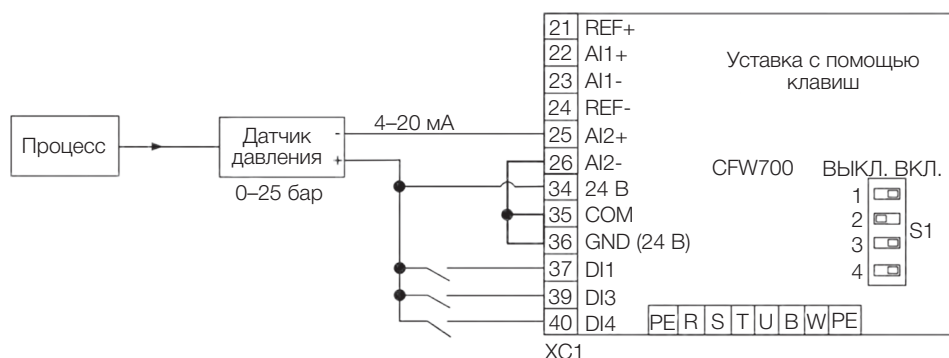 21 REF+
22 AI1+
23 AI1-
24 REF-
25 AI2+
26 AI2-
34 24 В
35 COM
36 GND (24 В)
37 DI1
39 DI3
40 DI4
XC1
Процесс
Датчик
давления
-
+
0–25 бар
4–20 мА
Уставка с помощью
клавиш
CFW700
ВЫКЛ. ВКЛ.
1
2
3
4
S1
PE R S T U B W PE